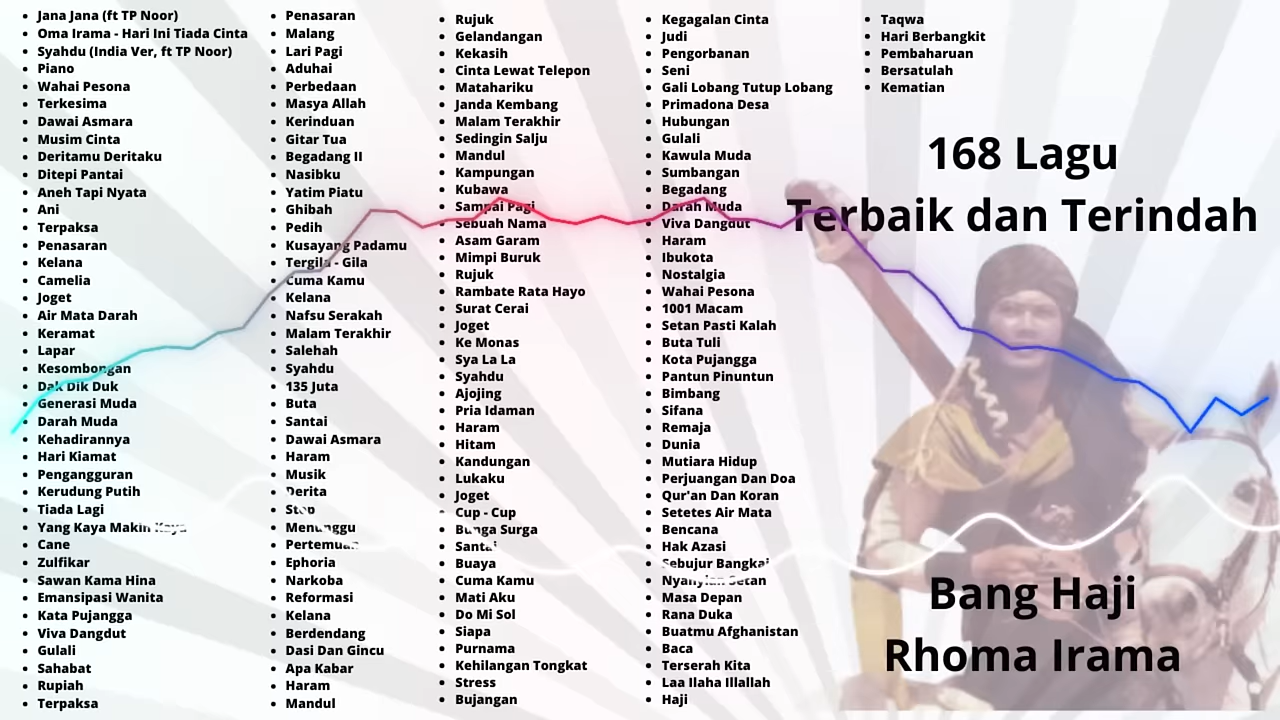 Jana Jana (ft TP Noor)
Oma Irama - Hari Ini Tiada Cinta
Syahdu (India Ver, ft TP Noor)
Piano
Wahai Pesona
Terkesima
Dawai Asmara
Musim Cinta
Deritamu Deritaku
Ditepi Pantai
Aneh Tapi Nyata
Ani
Terpaksa
Penasaran
Kelana
Camelia
Joget
Air Mata Darah
Keramat
Lapar
Kesombongan
Dak Dik Duk
Generasi Muda
Darah Muda
Kehadirannya
Hari Kiamat
Pengangguran
Kerudung Putih
Tiada Lagi
Yang Kaya Makin Kaya
Cane
Zulfikar
Sawan Kama Hina
Emansipasi Wanita
Kata Pujangga
Viva Dangdut
Gulali
Sahabat
Rupiah
Terpaksa
Penasaran
Malang
Lari Pagi
Aduhai
Perbedaan
Masya Allah
Kerinduan
Gitar Tua
Begadang II
Nasibku
Yatim Piatu
Ghibah
Pedih
Kusayang Padamu
Tergila - Gila
Cuma Kamu
Kelana
Nafsu Serakah
Malam Terakhir
Salehah
Syahdu
135 Juta
Buta
Santai
Dawai Asmara
Haram
Musik
Derita
Stop
Menunggu
Pertemuan
Ephoria
Narkoba
Reformasi
Kelana
Berdendang
Dasi Dan Gincu
Apa Kabar
Haram
Mandul
Rujuk
Gelandangan
Kekasih
Cinta Lewat Telepon
Matahariku
Janda Kembang
Malam Terakhir
Sedingin Salju
Mandul
Kampungan
Kubawa
Sampai Pagi
Sebuah Nama
Asam Garam
Mimpi Buruk
Rujuk
Rambate Rata Hayo
Surat Cerai
Joget
Ke Monas
Sya La La
Syahdu
Ajojing
Pria Idaman
Haram
Hitam
Kandungan
Lukaku
Joget
Cup - Cup
Bunga Surga
Santai
Buaya
Cuma Kamu
Mati Aku
Do Mi Sol
Siapa
Purnama
Kehilangan Tongkat
Stress
Bujangan
Kegagalan Cinta
Judi
Pengorbanan
Seni
Gali Lobang Tutup Lobang
Primadona Desa
Hubungan
Gulali
Kawula Muda
Sumbangan
Begadang
Darah Muda
Viva Dangdut
Haram
Ibukota
Nostalgia
Wahai Pesona
1001 Macam
Setan Pasti Kalah
Buta Tuli
Kota Pujangga
Pantun Pinuntun
Bimbang
Sifana
Remaja
Dunia
Mutiara Hidup
Perjuangan Dan Doa
Qur'an Dan Koran
Setetes Air Mata
Bencana
Hak Azasi
Sebujur Bangkai
Nyanyian Setan
Masa Depan
Rana Duka
Buatmu Afghanistan
Baca
Terserah Kita
Laa Ilaha Illallah
Haji
Taqwa
Hari Berbangkit
Pembaharuan
Bersatulah
Kematian
168 Lagu
Terbaik dan Terindah
Bang Haji
Rhoma Irama